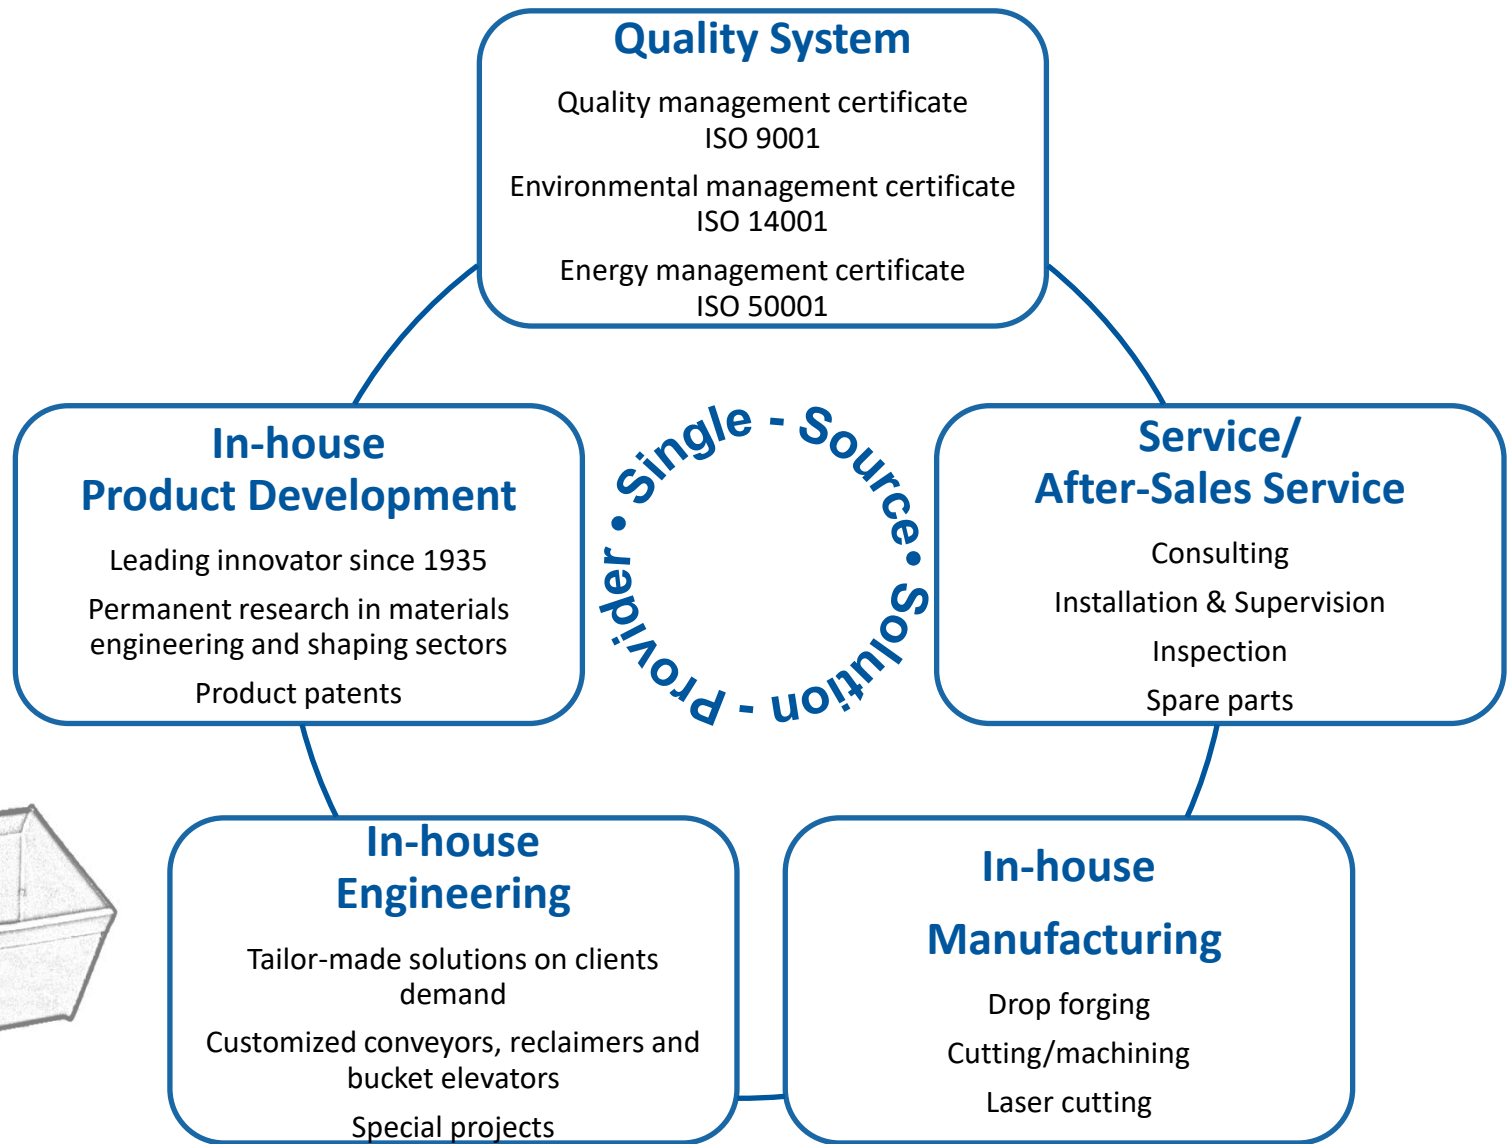 Quality System
Quality management certificate
ISO 9001
Environmental management certificate
ISO 14001
Energy management certificate
ISO 50001
In-house
Product Development
Leading innovator since 1935
Permanent research in materials
engineering and shaping sectors
Product patents
Single - Source • Solution - Provider •
Service/
After-Sales Service
Consulting
Installation & Supervision
Inspection
Spare parts
In-house
Engineering
Tailor-made solutions on clients
demand
Customized conveyors, reclaimers and
bucket elevators
Special projects
In-house
Manufacturing
Drop forging
Cutting/machining
Laser cutting